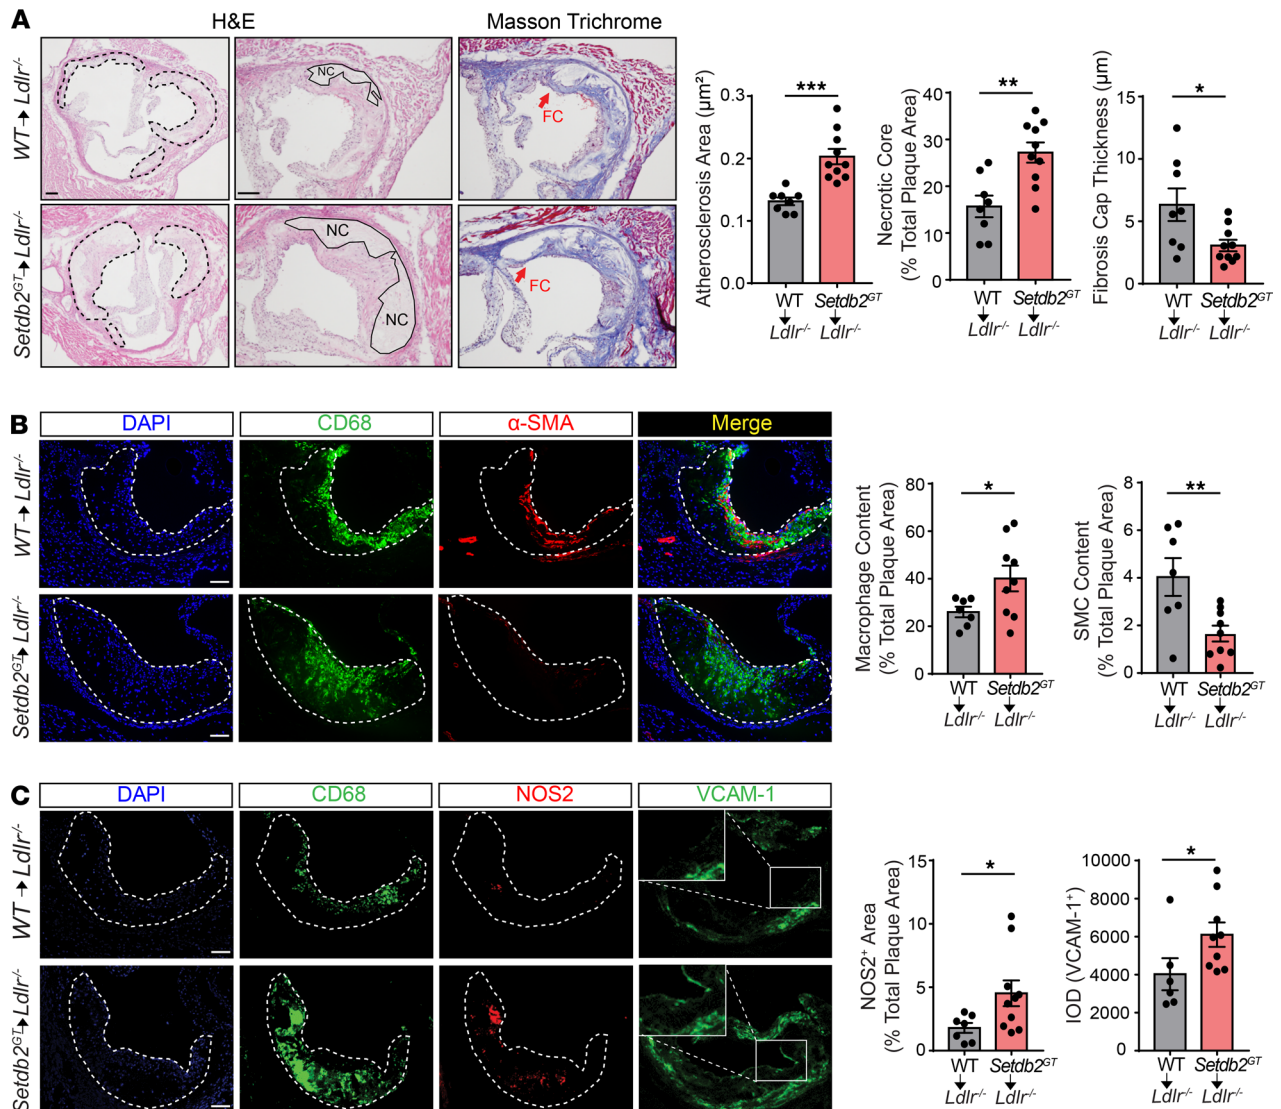 A
H&E
Masson Trichrome
WT→Ldlr-/-
NC
FC
Setdb2GT→Ldlr-/-
NC
NC
FC
Atherosclerosis Area (μm²)
0.3
0.2
0.1
0.0
***
WT
Setdb2GT
Ldlr-/-
Ldlr-/-
Necrotic Core
(% Total Plaque Area)
40
30
20
10
0
**
WT
Setdb2GT
Ldlr-/-
Ldlr-/-
Fibrosis Cap Thickness (μm)
15
10
5
0
*
WT
Setdb2GT
Ldlr-/-
Ldlr-/-
B
DAPI
CD68
α-SMA
Merge
WT→Ldlr-/-
Setdb2GT→Ldlr-/-
Macrophage Content
(% Total Plaque Area)
80
60
40
20
0
*
WT
Setdb2GT
Ldlr-/-
Ldlr-/-
SMC Content
(% Total Plaque Area)
8
6
4
2
0
**
WT
Setdb2GT
Ldlr-/-
Ldlr-/-
C
DAPI
CD68
NOS2
VCAM-1
WT→Ldlr-/-
Setdb2GT→Ldlr-/-
NOS2+ Area
(% Total Plaque Area)
15
10
5
0
*
WT
Setdb2GT
Ldlr-/-
Ldlr-/-
IOD (VCAM-1+)
10000
8000
6000
4000
2000
0
*
WT
Setdb2GT
Ldlr-/-
Ldlr-/-